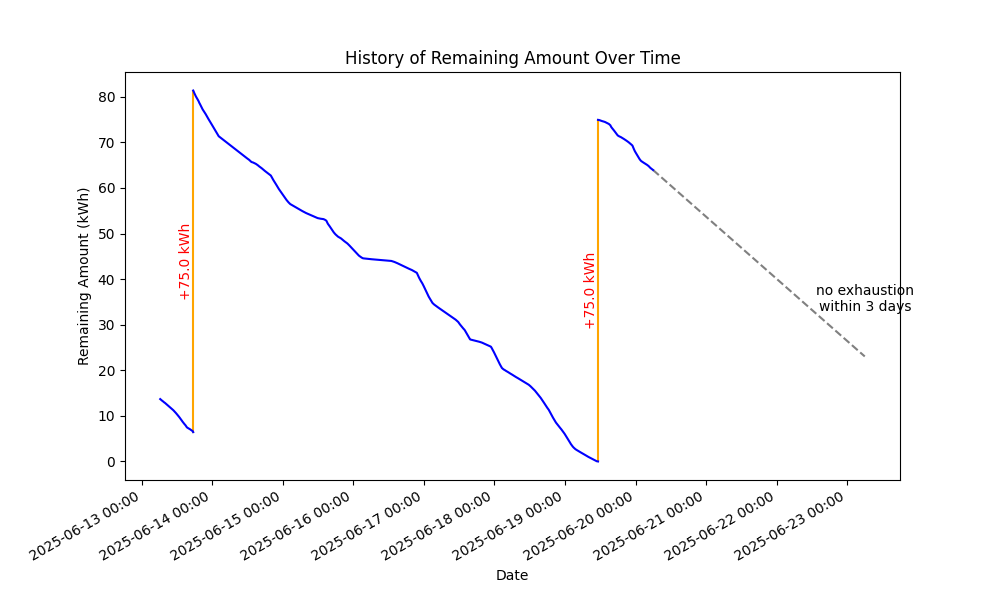 History of Remaining Amount Over Time
Remaining Amount (kWh)
80
70
60
50
40
30
20
10
0
+75.0 kWh
+75.0 kWh
no exhaustion
within 3 days
2025-06-13 00:00
2025-06-14 00:00
2025-06-15 00:00
2025-06-16 00:00
2025-06-17 00:00
2025-06-18 00:00
2025-06-19 00:00
2025-06-20 00:00
2025-06-21 00:00
2025-06-22 00:00
2025-06-23 00:00
Date